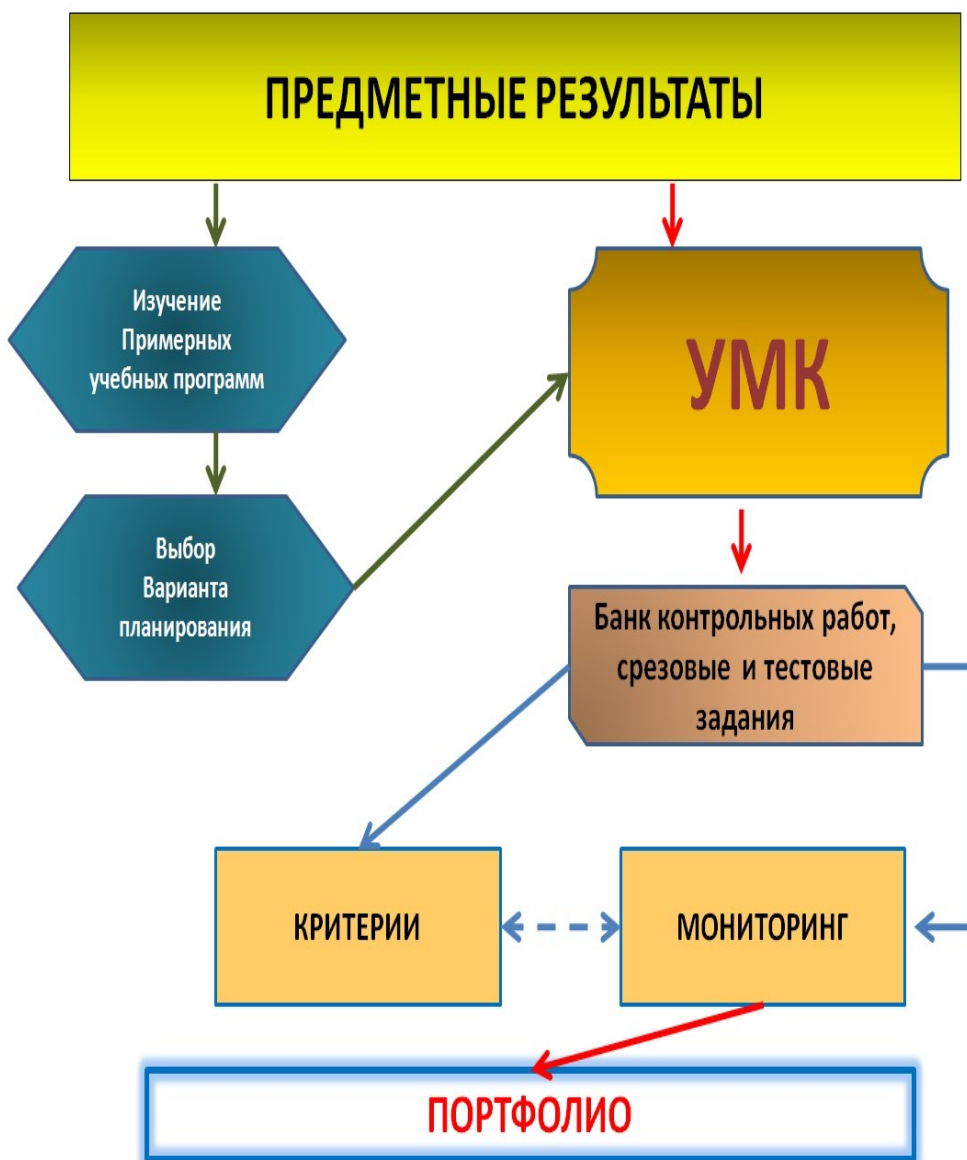 ПРЕДМЕТНЫЕ РЕЗУЛЬТАТЫ
Изучение
Примерных
учебных программ
УМК
Выбор
Варианта
планирования
Банк контрольных работ,
срезовые и тестовые
задания
КРИТЕРИИ
МОНИТОРИНГ
ПОРТФОЛИО